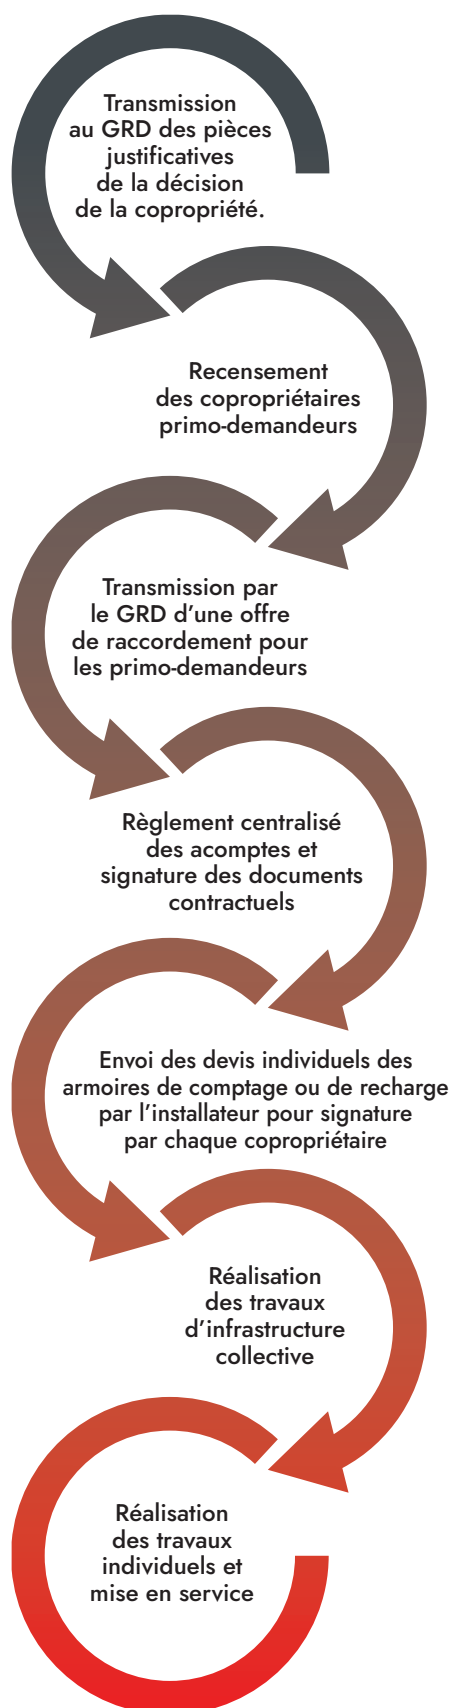 Transmission
au GRD des pièces
justificatives
de la décision
de la copropriété.
Recensement
des copropriétaires
primo-demandeurs
Transmission par
le GRD d’une offre
de raccordement pour
les primo-demandeurs
Règlement centralisé
des acomptes et
signature des documents
contractuels
Envoi des devis individuels des
armoires de comptage ou de recharge
par l’installateur pour signature
par chaque copropriétaire
Réalisation
des travaux
d’infrastructure
collective
Réalisation
des travaux
individuels et
mise en service